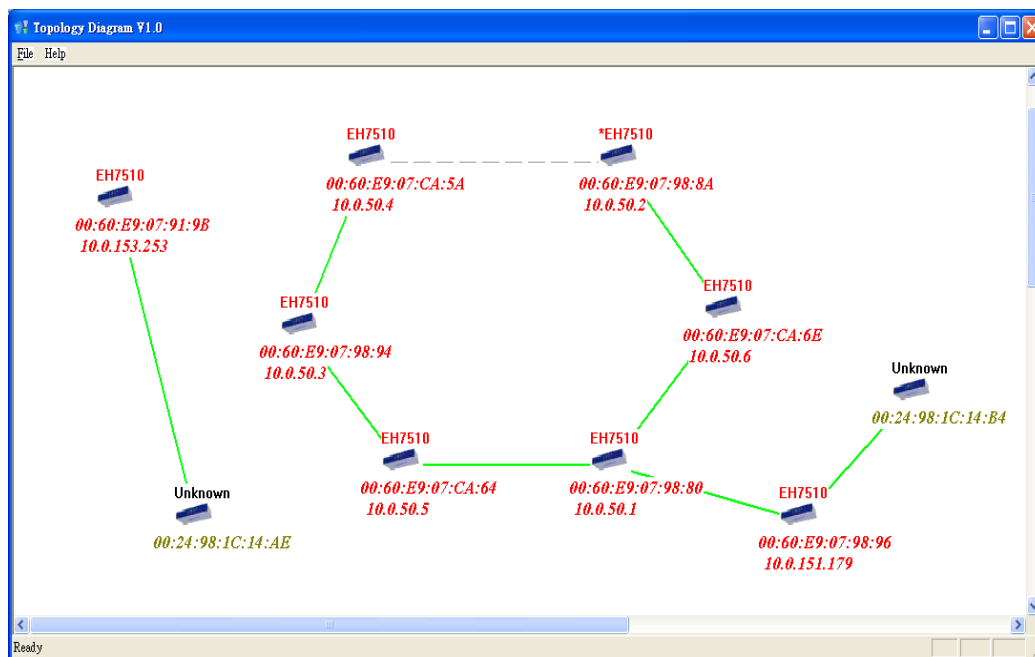 Topology Diagram V1.0
File Help
EH7510
00:60:E9:07:CA:5A
10.0.50.4
*EH7510
00:60:E9:07:98:8A
10.0.50.2
EH7510
00:60:E9:07:91:9B
10.0.153.253
EH7510
00:60:E9:07:98:94
10.0.50.3
EH7510
00:60:E9:07:CA:6E
10.0.50.6
Unknown
00:24:98:1C:14:B4
EH7510
00:60:E9:07:CA:64
10.0.50.5
EH7510
00:60:E9:07:98:80
10.0.50.1
Unknown
00:24:98:1C:14:AE
EH7510
00:60:E9:07:98:96
10.0.151.179
Ready